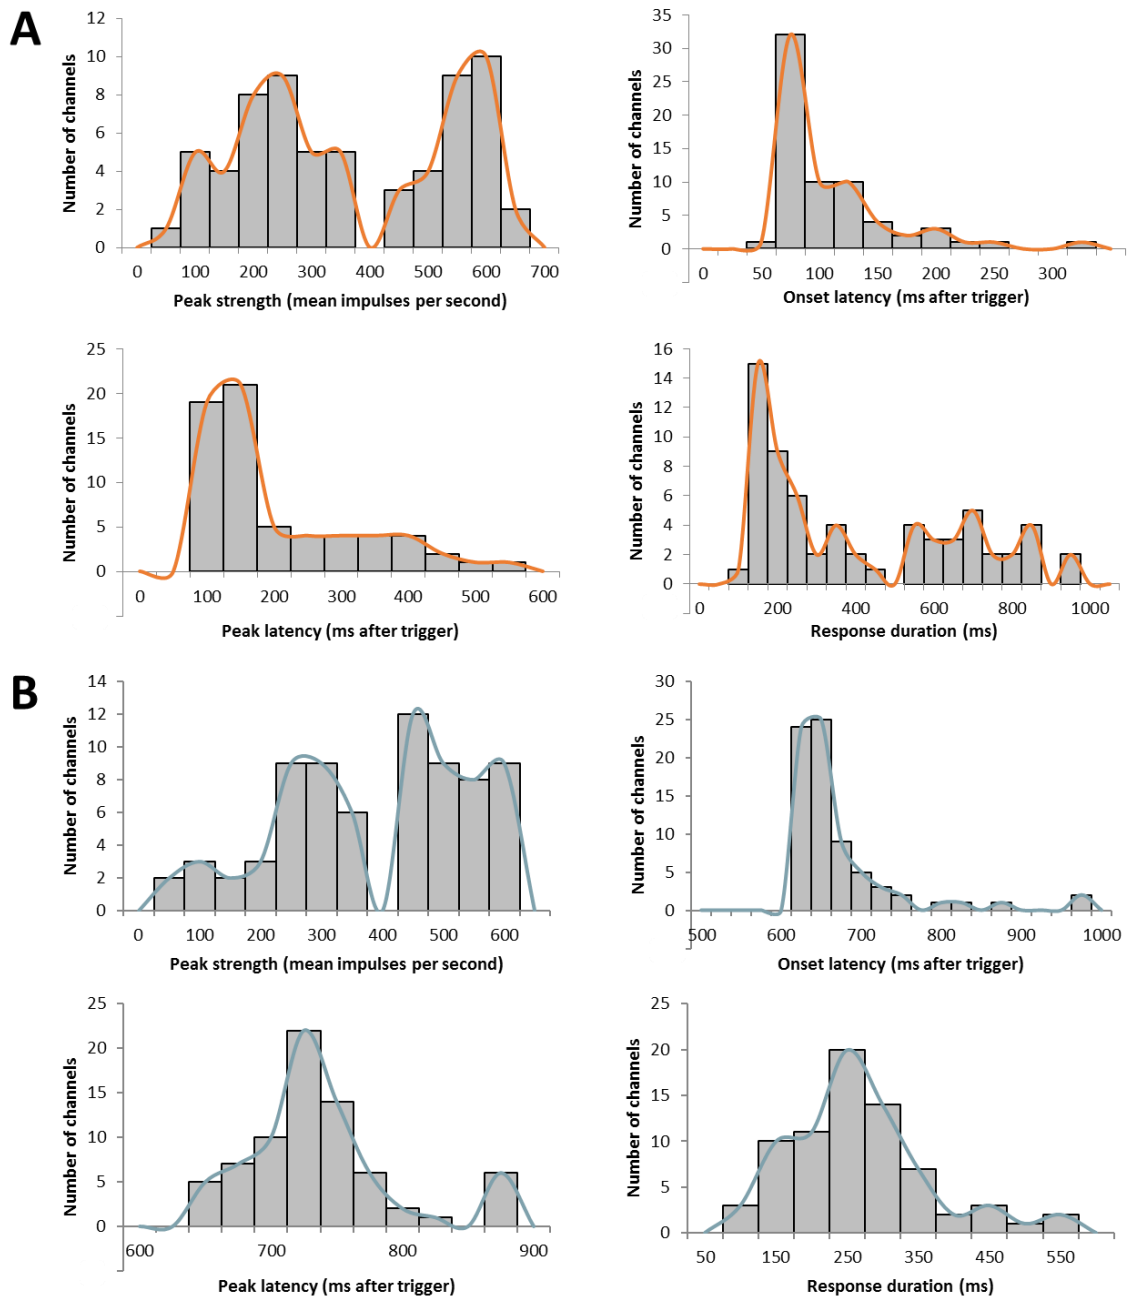 A
Number of channels
12
10
8
6
4
2
0
0 100 200 300 400 500 600 700
Peak strength (mean impulses per second)
Number of channels
35
30
25
20
15
10
5
0
0 50 100 150 200 250 300
Onset latency (ms after trigger)
Number of channels
25
20
15
10
5
0
0 100 200 300 400 500 600
Peak latency (ms after trigger)
Number of channels
16
14
12
10
8
6
4
2
0
0 200 400 600 800 1000
Response duration (ms)
B
Number of channels
14
12
10
8
6
4
2
0
0 100 200 300 400 500 600
Peak strength (mean impulses per second)
Number of channels
30
25
20
15
10
5
0
500 600 700 800 900 1000
Onset latency (ms after trigger)
Number of channels
25
20
15
10
5
0
600 700 800 900
Peak latency (ms after trigger)
Number of channels
25
20
15
10
5
0
50 150 250 350 450 550
Response duration (ms)